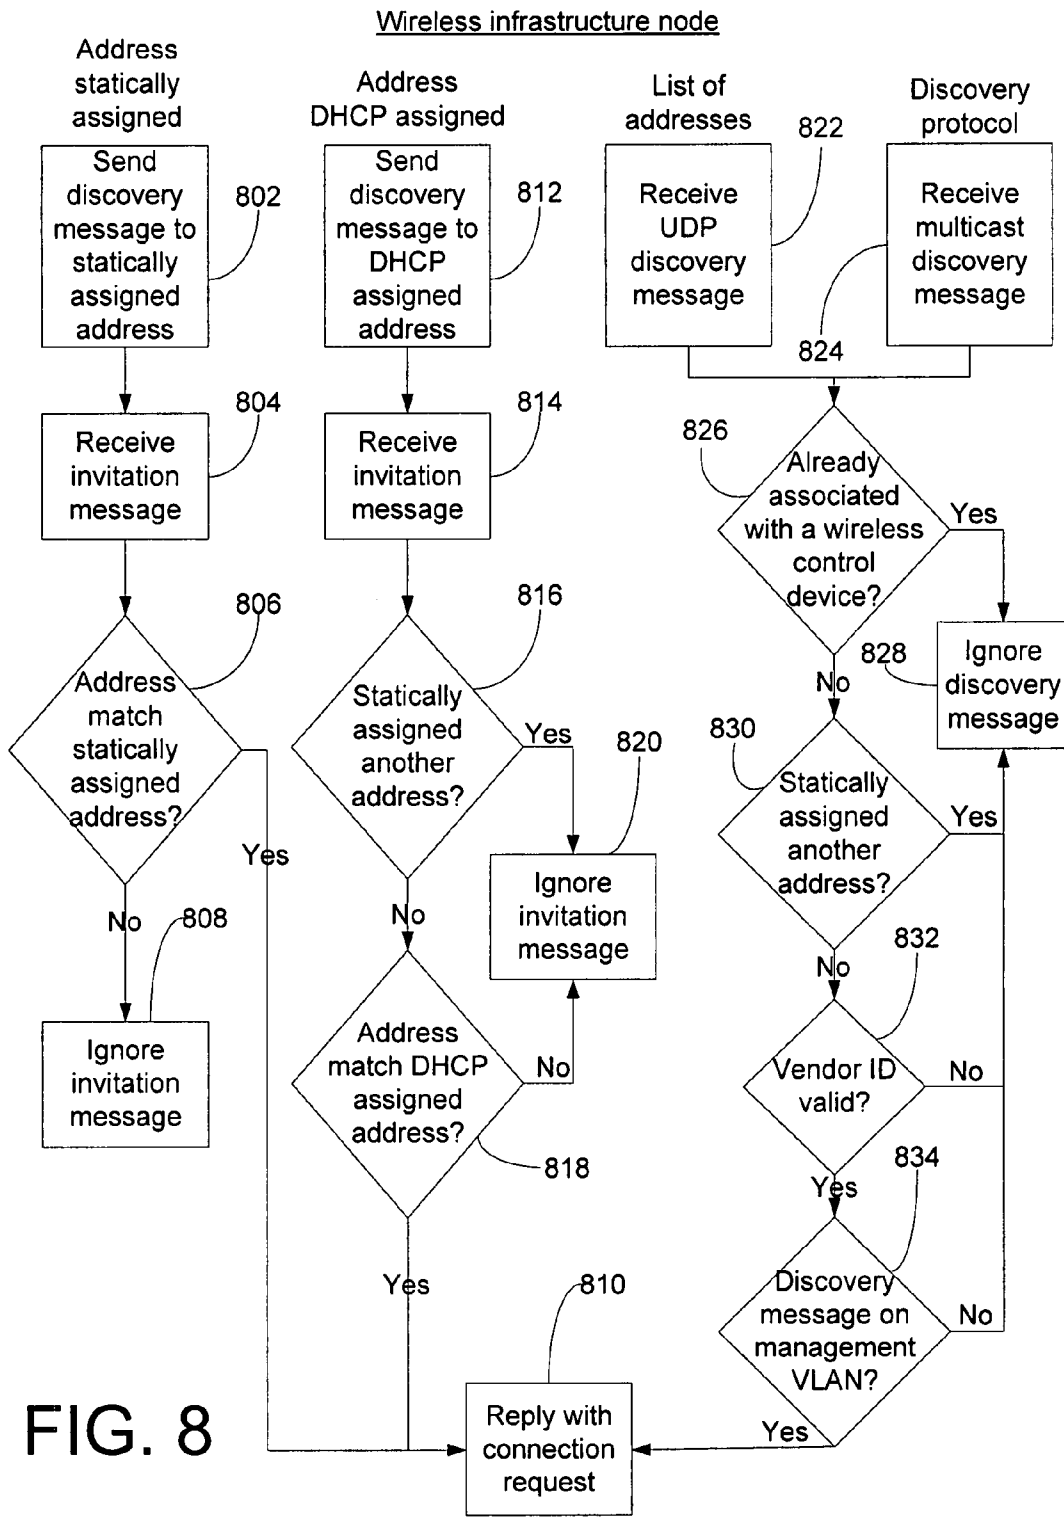 Wireless infrastructure node
Address
statically
assigned
Send
discovery
message to
statically
assigned
address
802
Receive
invitation
message
804
Address
match
statically
assigned
address?
806
Yes
No
808
Ignore
invitation
message
Address
DHCP assigned
Send
discovery
message to
DHCP
assigned
address
812
Receive
invitation
message
814
Statically
assigned
another
address?
816
Yes
820
Ignore
invitation
message
No
Address
match DHCP
assigned
address?
No
818
Yes
810
Reply with
connection
request
List of
addresses
822
Receive
UDP
discovery
message
Discovery
protocol
Receive
multicast
discovery
message
824
826
Already
associated
with a wireless
control
device?
Yes
828
Ignore
discovery
message
No
830
Statically
assigned
another
address?
Yes
No
832
Vendor ID
valid?
No
Yes
834
Discovery
message on
management
VLAN?
No
Yes
FIG. 8